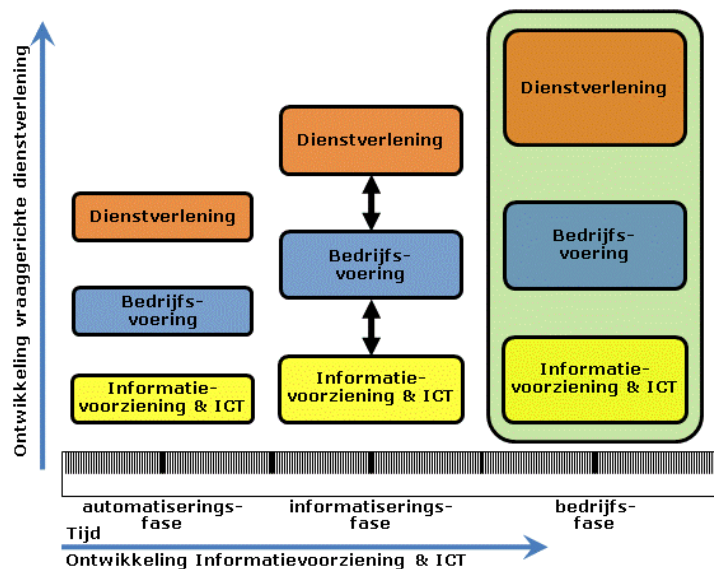 Ontwikkeling vraaggerichte dienstverlening
Dienstverlening
Bedrijfs-
voering
Informatie-
voorziening & ICT
Dienstverlening
Bedrijfs-
voering
Informatie-
voorziening & ICT
Dienstverlening
Bedrijfs-
voering
Informatie-
voorziening & ICT
automatiserings-
fase
informatiserings-
fase
bedrijfs-
fase
Tijd
Ontwikkeling Informatievoorziening & ICT